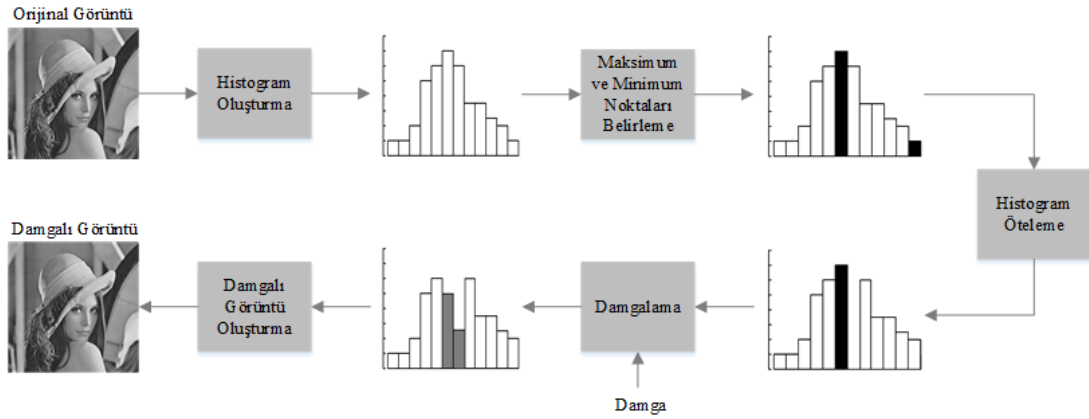 Orijinal Görüntü
Histogram
Oluşturma
Maksimum
ve Minimum
Noktaları
Belirleme
Histogram
Öteleme
Damgalı Görüntü
Damgalı
Görüntü
Oluşturma
Damgalama
Damga